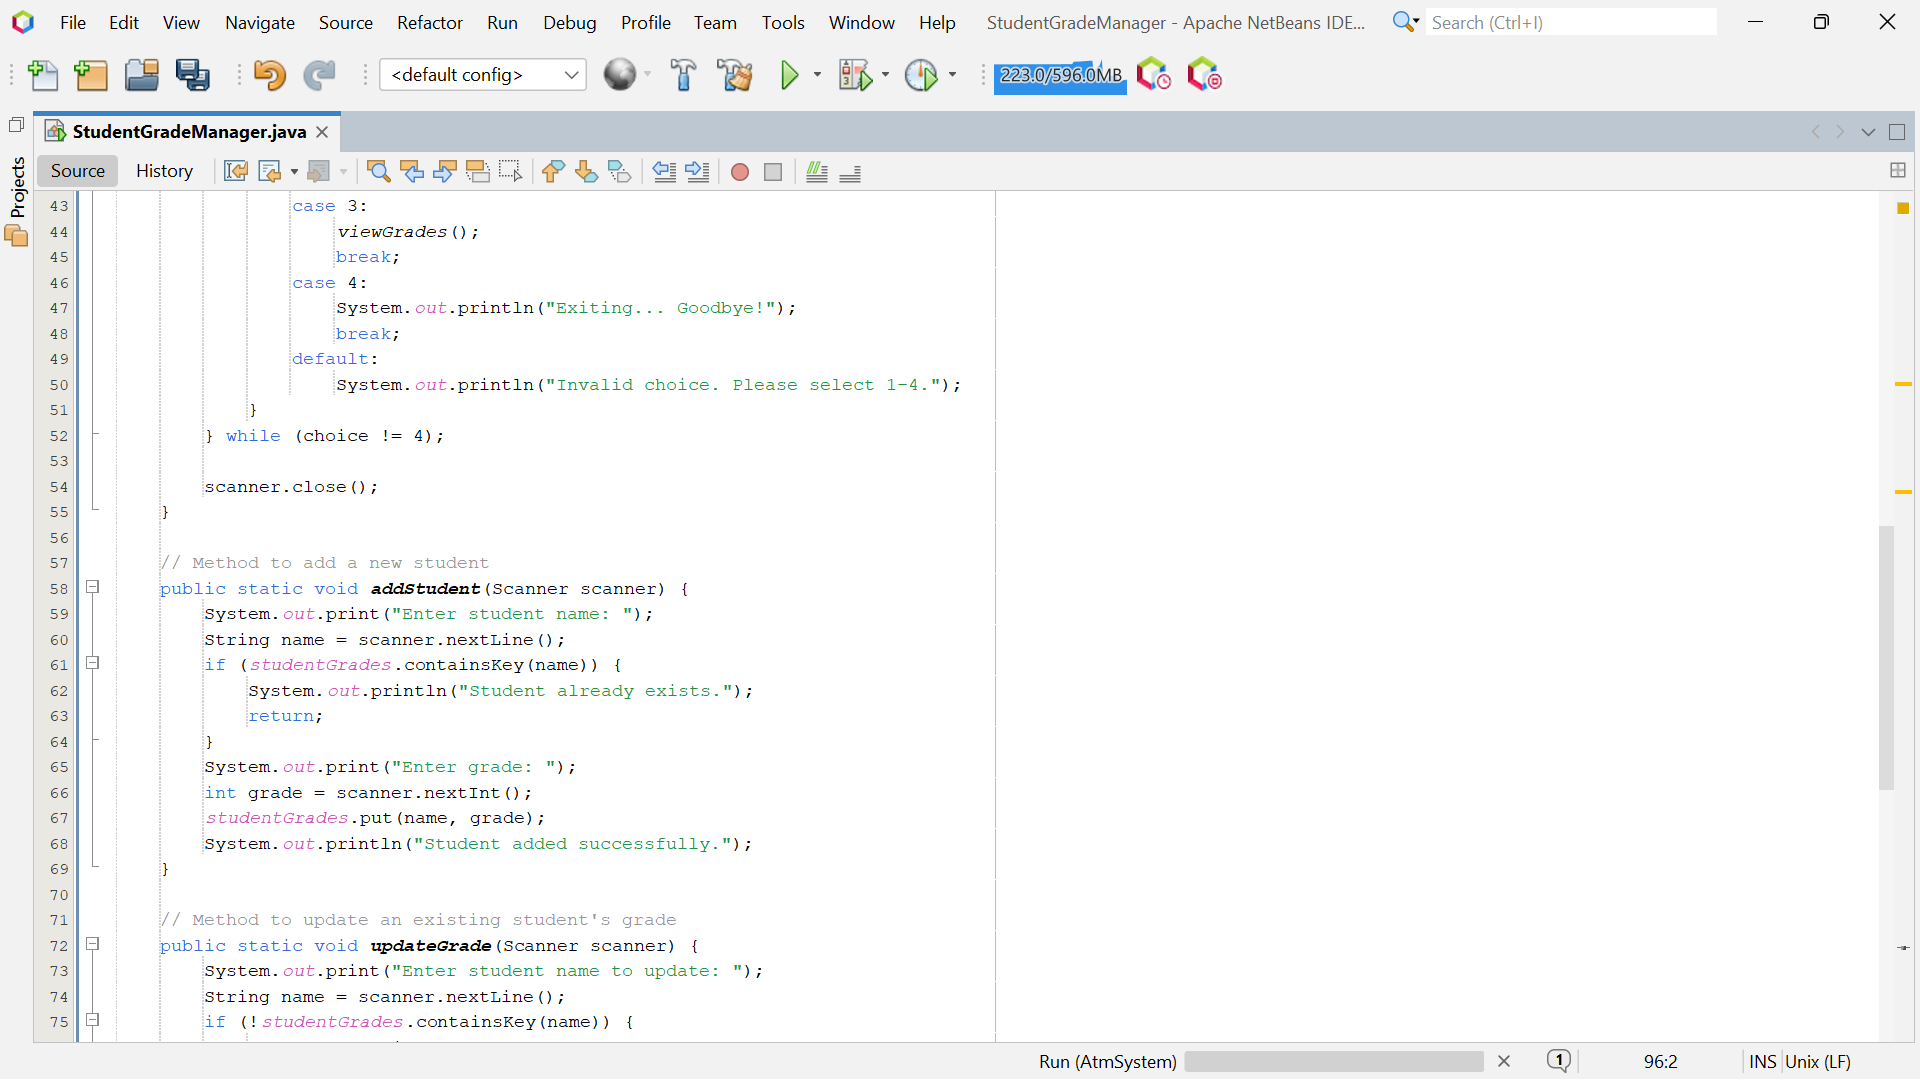 File Edit View Navigate Source Refactor Run Debug Profile Team Tools Window Help StudentGradeManager - Apache NetBeans IDE... Search (Ctrl+I)
<default config> 223.0/596.0MB
Projects
StudentGradeManager.java
Source History
43 case 3:
44 viewGrades();
45 break;
46 case 4:
47 System.out.println("Exiting... Goodbye!");
48 break;
49 default:
50 System.out.println("Invalid choice. Please select 1-4.");
51 }
52 } while (choice != 4);
53
54 scanner.close();
55 }
56
57 // Method to add a new student
58 public static void addStudent(Scanner scanner) {
59 System.out.print("Enter student name: ");
60 String name = scanner.nextLine();
61 if (studentGrades.containsKey(name)) {
62 System.out.println("Student already exists.");
63 return;
64 }
65 System.out.print("Enter grade: ");
66 int grade = scanner.nextInt();
67 studentGrades.put(name, grade);
68 System.out.println("Student added successfully.");
69 }
70
71 // Method to update an existing student's grade
72 public static void updateGrade(Scanner scanner) {
73 System.out.print("Enter student name to update: ");
74 String name = scanner.nextLine();
75 if (!studentGrades.containsKey(name)) {
Run (AtmSystem) 1 96:2 INS Unix (LF)